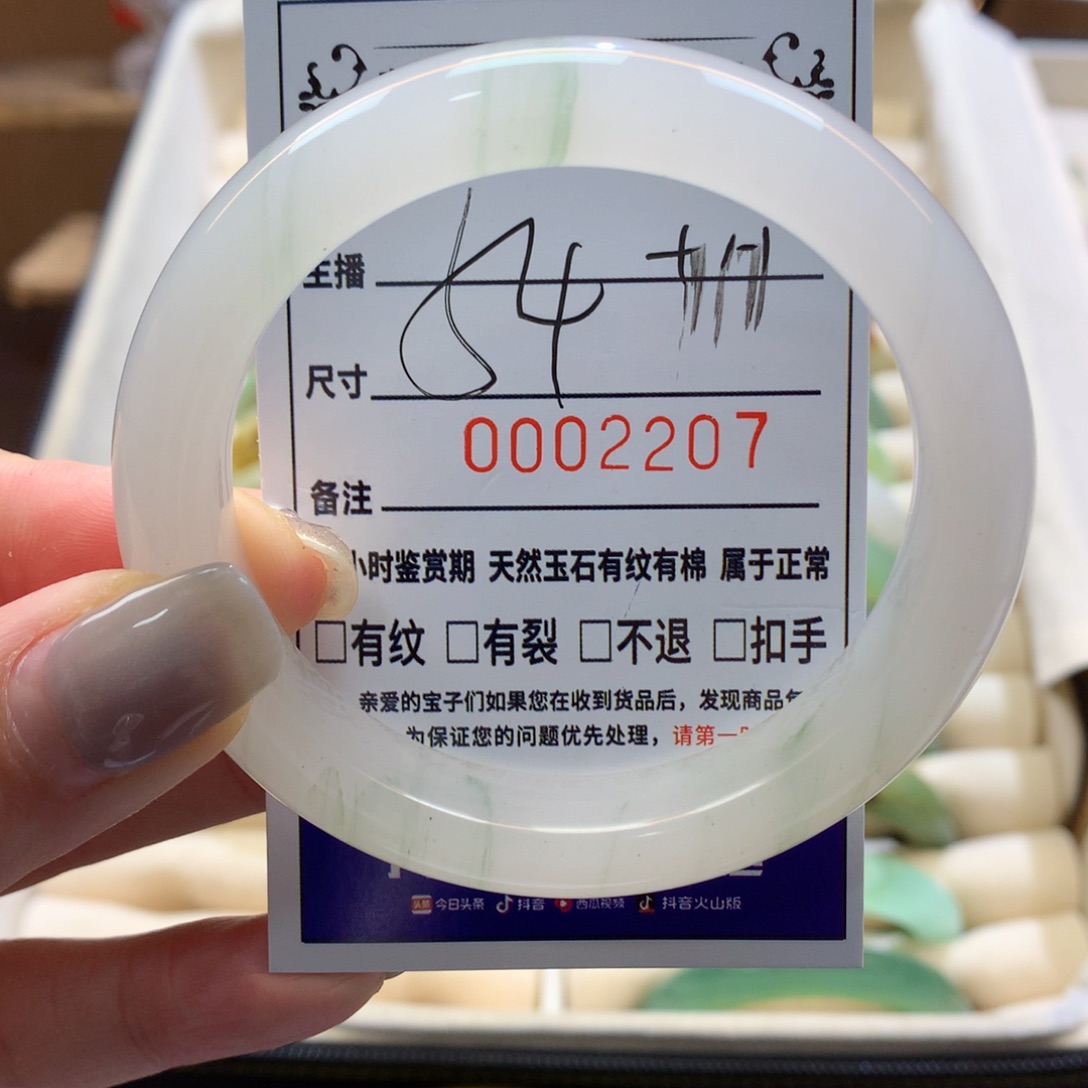 主播
54
尺寸
0002207
备注
小时鉴赏期 天然玉石有纹有棉 属于正常
□有纹 □有裂 □不退 □扣手
亲爱的宝子们如果您在收到货品后，发现商品
为保证您的问题优先处理，请第一
头条 今日头条 抖音 西瓜视频 抖音火山版